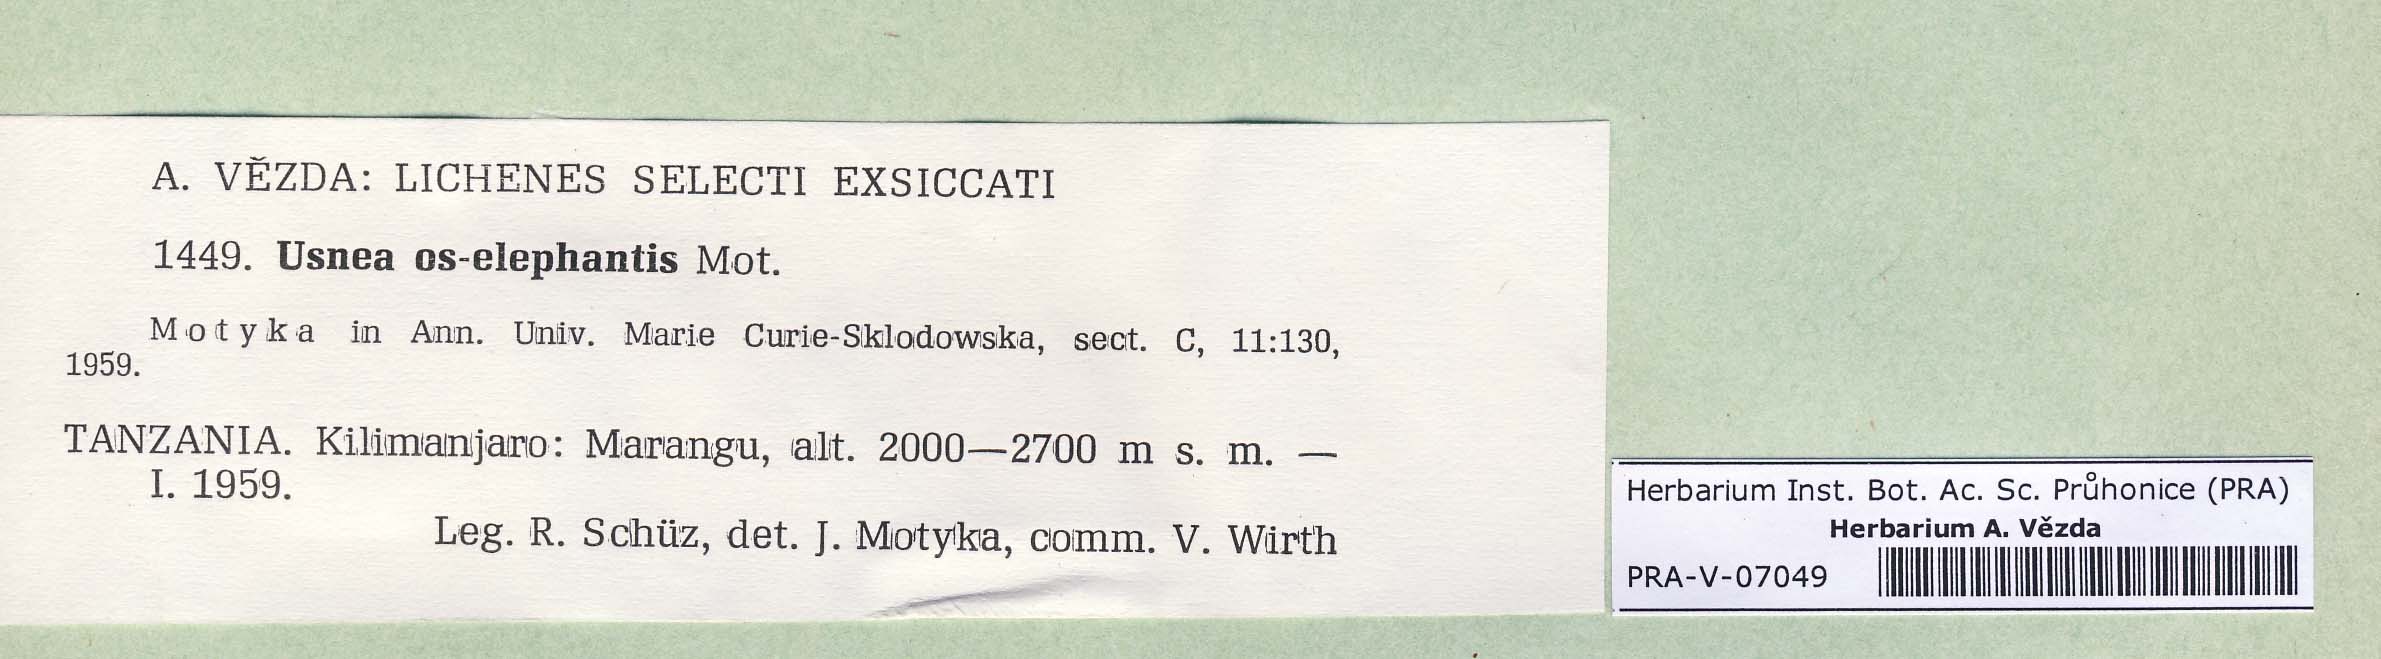 A. VĚZDA: LICHENES SELECTI EXSICCATI
1449. Usnea os-elephantis Mot.
Motyka in Ann. Univ. Marie Curie-Sklodowska, sect. C, 11:130,
1959.
TANZANIA. Kilimanjaro: Marangu, alt. 2000—2700 m s. m. —
I. 1959.
Leg. R. Schüz, det. J. Motyka, comm. V. Wirth
Herbarium Inst. Bot. Ac. Sc. Průhonice (PRA)
Herbarium A. Vězda
PRA-V-07049